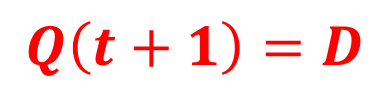 Q(t + 1) = D